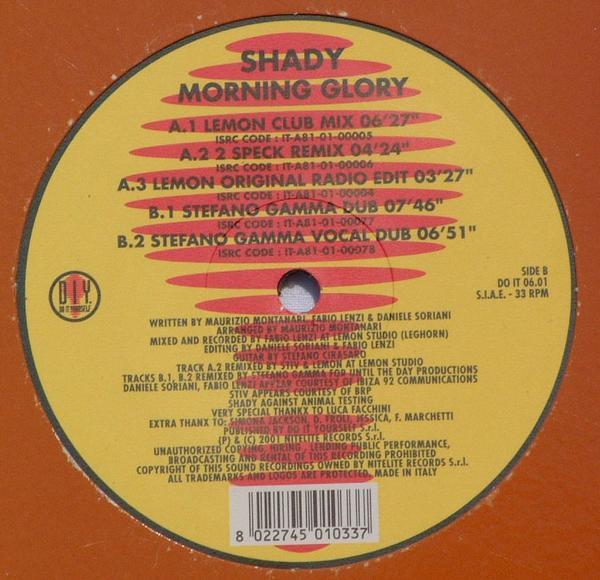 SHADY
MORNING GLORY
A.1 LEMON CLUB MIX 06'27"
ISRC CODE : IT-A81-01-00005
A.2 2 SPECK REMIX 04'24"
ISRC CODE : IT-A81-01-00006
A.3 LEMON ORIGINAL RADIO EDIT 03'27"
ISRC CODE : IT-A81-01-00004
B.1 STEFANO GAMMA DUB 07'46"
ISRC CODE : IT-A81-01-00077
B.2 STEFANO GAMMA VOCAL DUB 06'51"
ISRC CODE : IT-A81-01-00078
D.I.Y.
DO IT YOURSELF
SIDE B
DO IT 06.01
S.I.A.E. - 33 RPM
WRITTEN BY MAURIZIO MONTANARI, FABIO LENZI & DANIELE SORIANI
ARRANGED BY MAURIZIO MONTANARI
MIXED AND RECORDED BY FABIO LENZI AT LEMON STUDIO (LEGHORN)
EDITING BY DANIELE SORIANI & FABIO LENZI
GUITAR BY STEFANO CIRASARO
TRACK A.2 REMIXED BY STIV & LEMON AT LEMON STUDIO
TRACKS B.1, B.2 REMIXED BY STEFANO GAMMA FOR UNTIL THE DAY PRODUCTIONS
DANIELE SORIANI, FABIO LENZI APPEAR COURTESY OF IBIZA 92 COMMUNICATIONS
STIV APPEARS COURTESY OF BRP
SHADY AGAINST ANIMAL TESTING
VERY SPECIAL THANKX TO LUCA FACCHINI
EXTRA THANX TO: SIMONA JACKSON, D. FROLI, JESSICA, F. MARCHETTI
PUBLISHED BY DO IT YOURSELF S.r.l.
(P) & (C) 2001 NITELITE RECORDS S.r.l.
UNAUTHORIZED COPYING, HIRING , LENDING PUBLIC PERFORMANCE,
BROADCASTING AND RENTAL OF THIS RECORDING PROHIBITED
COPYRIGHT OF THIS SOUND RECORDINGS OWNED BY NITELITE RECORDS S.r.l.
ALL TRADEMARKS AND LOGOS ARE PROTECTED. MADE IN ITALY
8 022745 010337